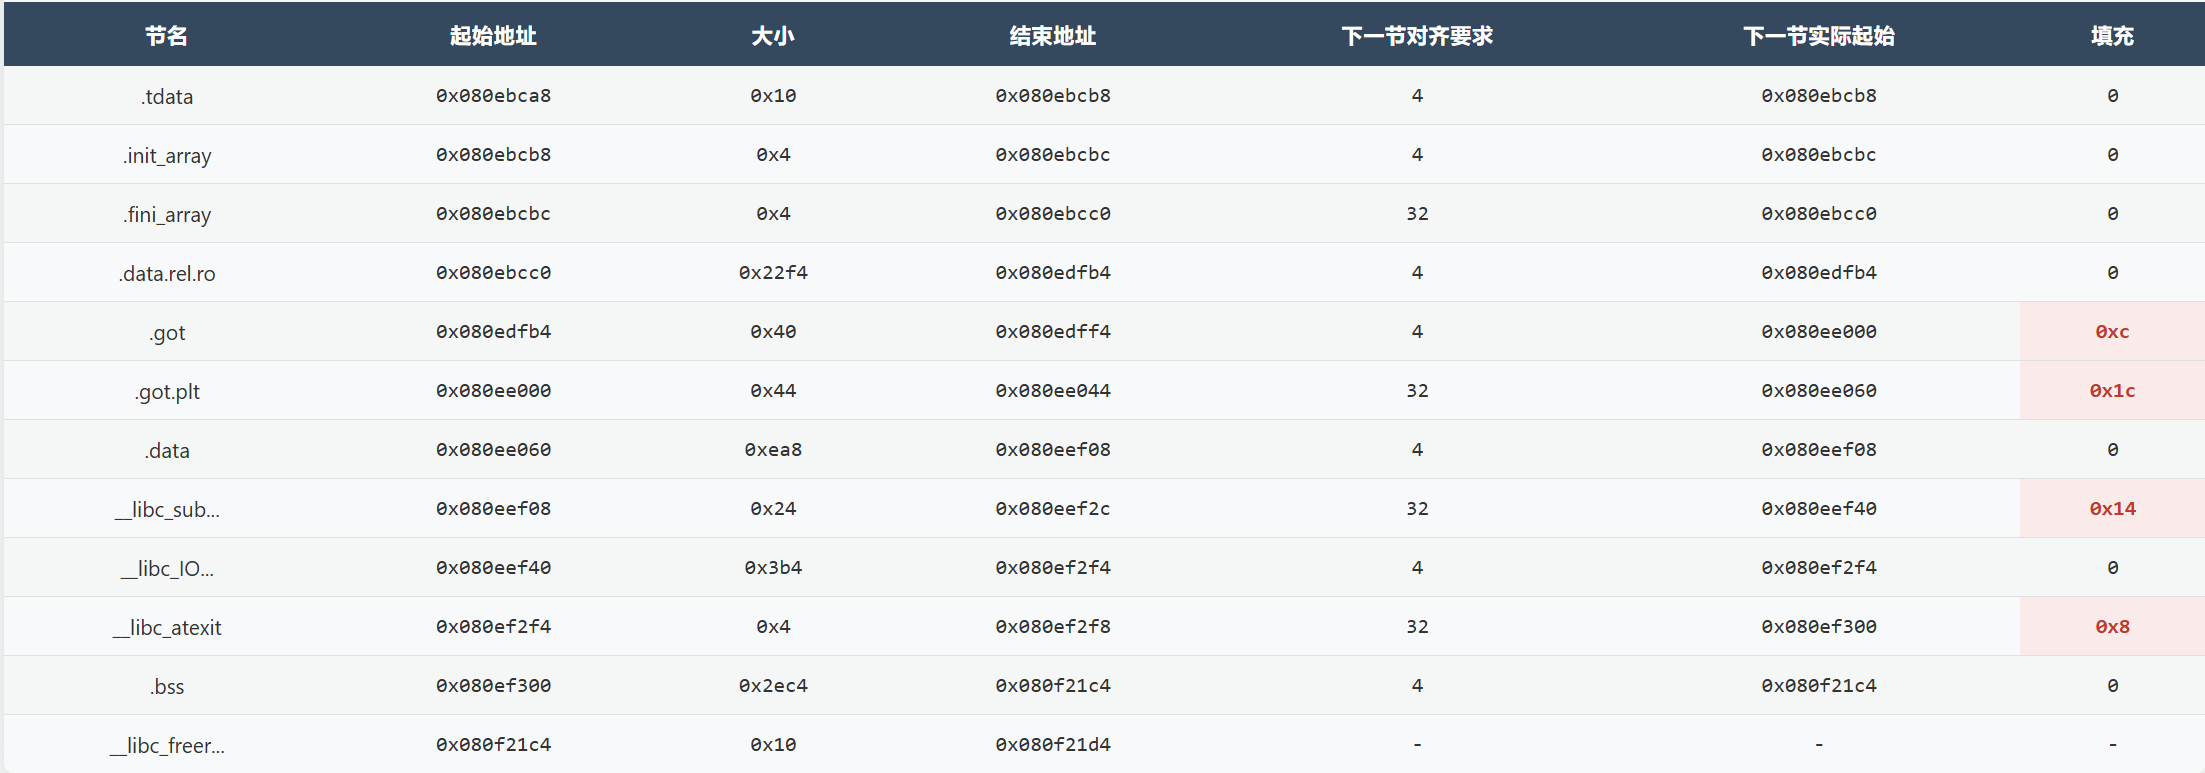 节名 起始地址 大小 结束地址 下一节对齐要求 下一节实际起始 填充
.tdata 0x080ebca8 0x10 0x080ebcb8 4 0x080ebcb8 0
.init_array 0x080ebcb8 0x4 0x080ebcbc 4 0x080ebcbc 0
.fini_array 0x080ebcbc 0x4 0x080ebcc0 32 0x080ebcc0 0
.data.rel.ro 0x080ebcc0 0x22f4 0x080edfb4 4 0x080edfb4 0
.got 0x080edfb4 0x40 0x080edff4 4 0x080ee000 0xc
.got.plt 0x080ee000 0x44 0x080ee044 32 0x080ee060 0x1c
.data 0x080ee060 0xea8 0x080eef08 4 0x080eef08 0
__libc_sub... 0x080eef08 0x24 0x080eef2c 32 0x080eef40 0x14
__libc_IO... 0x080eef40 0x3b4 0x080ef2f4 4 0x080ef2f4 0
__libc_atexit 0x080ef2f4 0x4 0x080ef2f8 32 0x080ef300 0x8
.bss 0x080ef300 0x2ec4 0x080f21c4 4 0x080f21c4 0
__libc_freer... 0x080f21c4 0x10 0x080f21d4 - - -